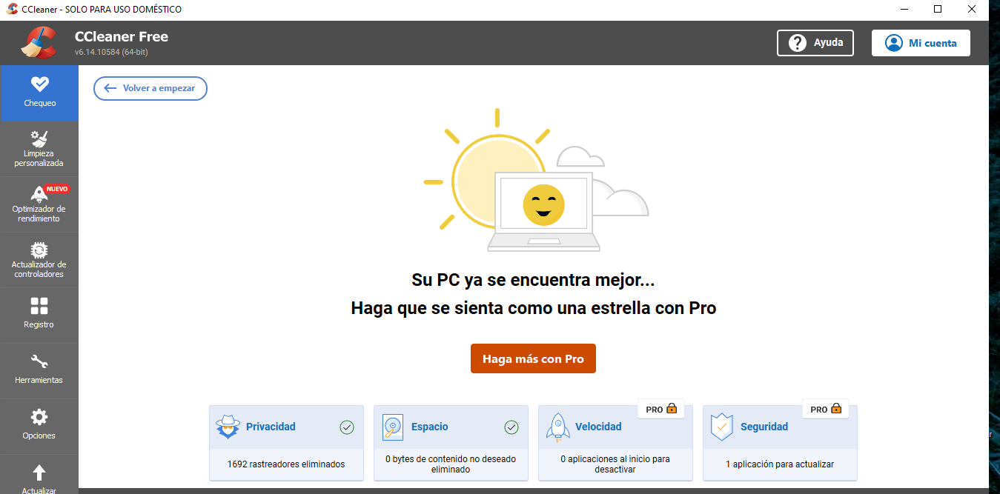 CCleaner - SOLO PARA USO DOMÉSTICO
CCleaner Free
v6.14.10584 (64-bit)
Ayuda
Mi cuenta
Chequeo
Limpieza
personalizada
NUEVO
Optimizador de
rendimiento
Actualizador de
controladores
Registro
Herramientas
Opciones
Actualizar
Volver a empezar
Su PC ya se encuentra mejor...
Haga que se sienta como una estrella con Pro
Haga más con Pro
Privacidad
1692 rastreadores eliminados
Espacio
0 bytes de contenido no deseado
eliminado
PRO
Velocidad
0 aplicaciones al inicio para
desactivar
PRO
Seguridad
1 aplicación para actualizar